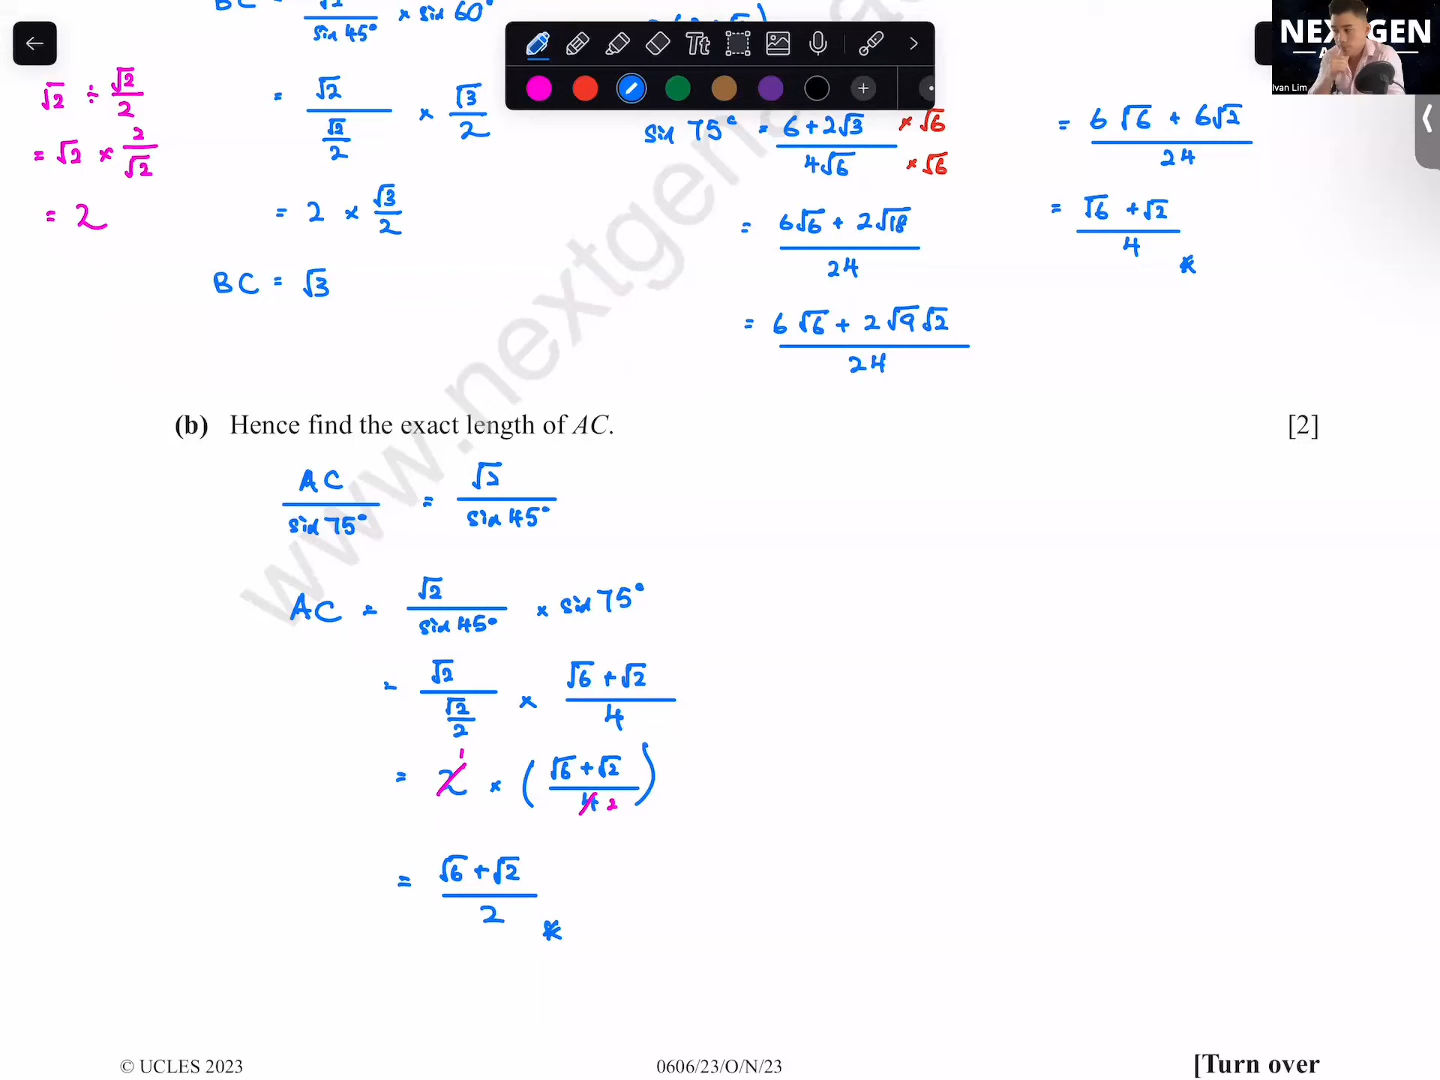 BC = √2/sin 45° × sin 60°
NEXTGEN
Ivan Lim
Tt
√2 ÷ √2/2
= √2 × 2/√2
= 2
= √2/(√2/2) × √3/2
= 2 × √3/2
BC = √3
sin 75° = (6 + 2√3)/(4√6) × √6 × √6
= (6√6 + 2√18)/24
= (6√6 + 2√9√2)/24
= (6√6 + 6√2)/24
= (√6 + √2)/4 *
(b) Hence find the exact length of AC. [2]
AC/sin 75° = √2/sin 45°
AC = √2/sin 45° × sin 75°
= √2/(√2/2) × (√6 + √2)/4
= 2 1 × ((√6 + √2)/4 2)
= (√6 + √2)/2 *
© UCLES 2023
0606/23/O/N/23
[Turn over